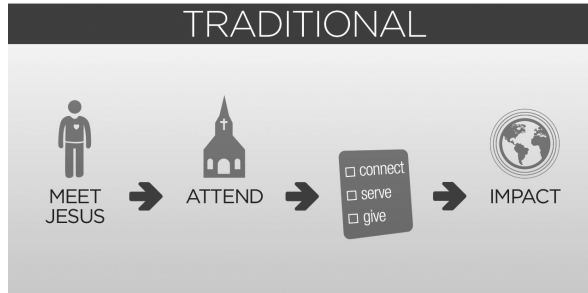 TRADITIONAL
MEET
JESUS
ATTEND
connect
serve
give
IMPACT